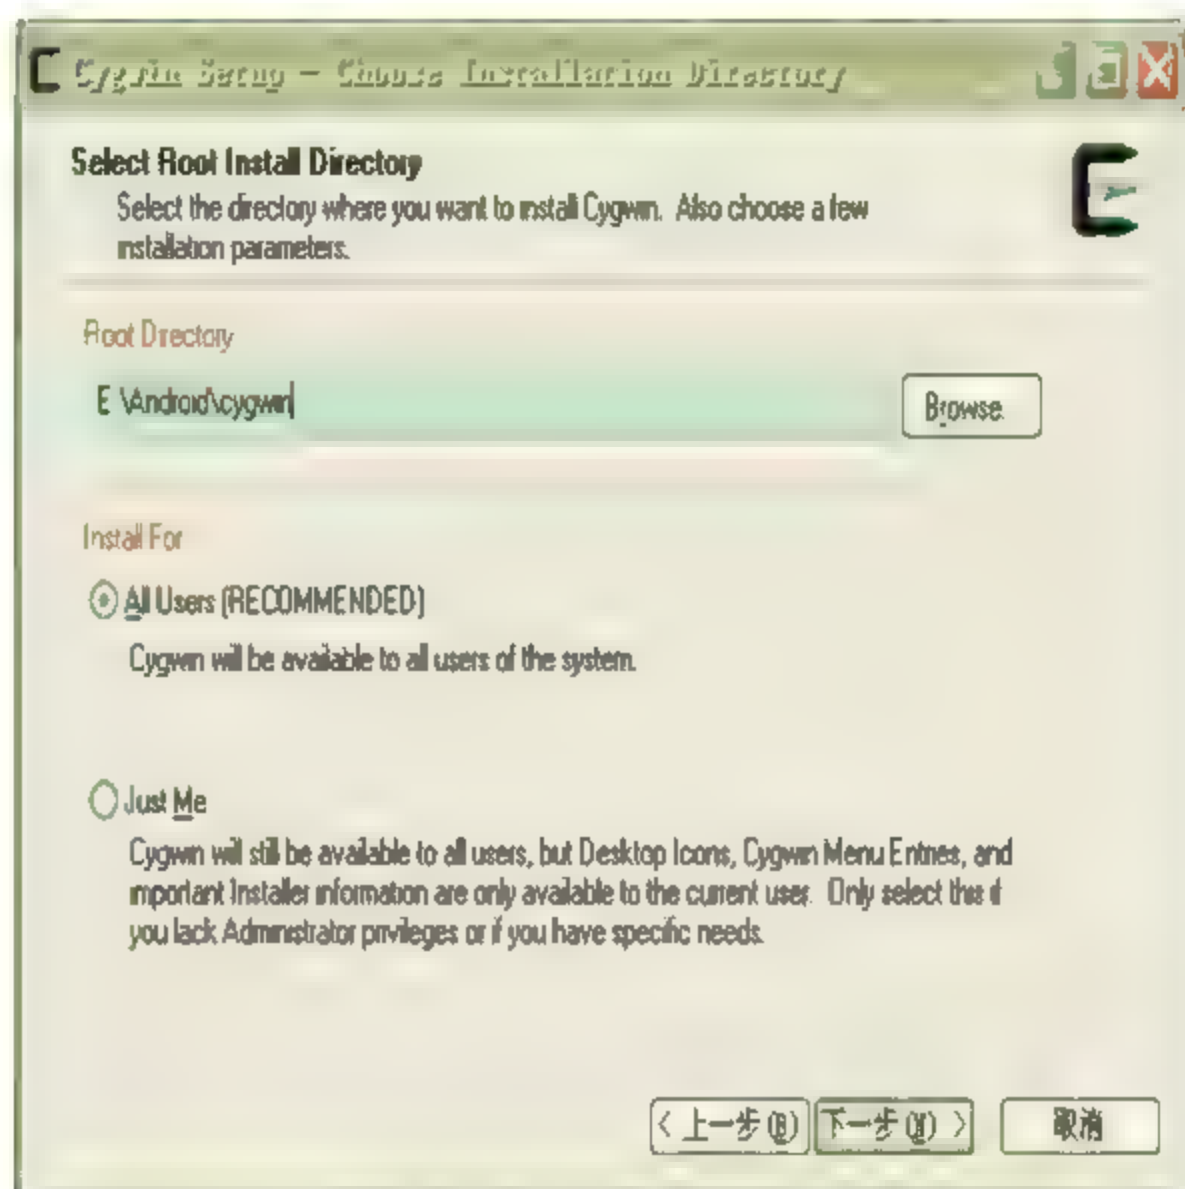 Cygwin Setup - Choose Installation Directory
Select Root Install Directory
Select the directory where you want to install Cygwin. Also choose a few
installation parameters.
Root Directory
E:\Android\cygwin
Browse...
Install For
All Users (RECOMMENDED)
Cygwin will be available to all users of the system.
Just Me
Cygwin will still be available to all users, but Desktop Icons, Cygwin Menu Entries, and
important Installer information are only available to the current user. Only select this if
you lack Administrator privileges or if you have specific needs.
< 上一步(B) 下一步(N) > 取消